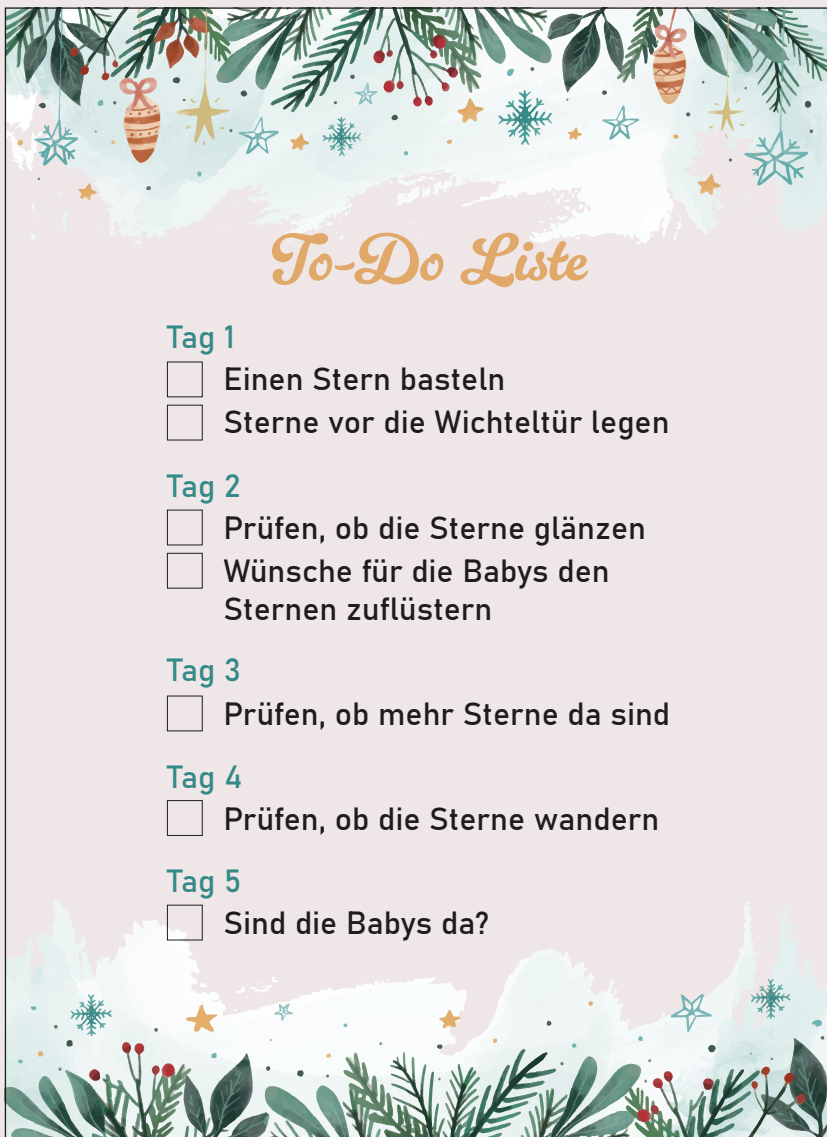 To-Do Liste
Tag 1
Einen Stern basteln
Sterne vor die Wichteltür legen
Tag 2
Prüfen, ob die Sterne glänzen
Wünsche für die Babys den
Sternen zuflüstern
Tag 3
Prüfen, ob mehr Sterne da sind
Tag 4
Prüfen, ob die Sterne wandern
Tag 5
Sind die Babys da?